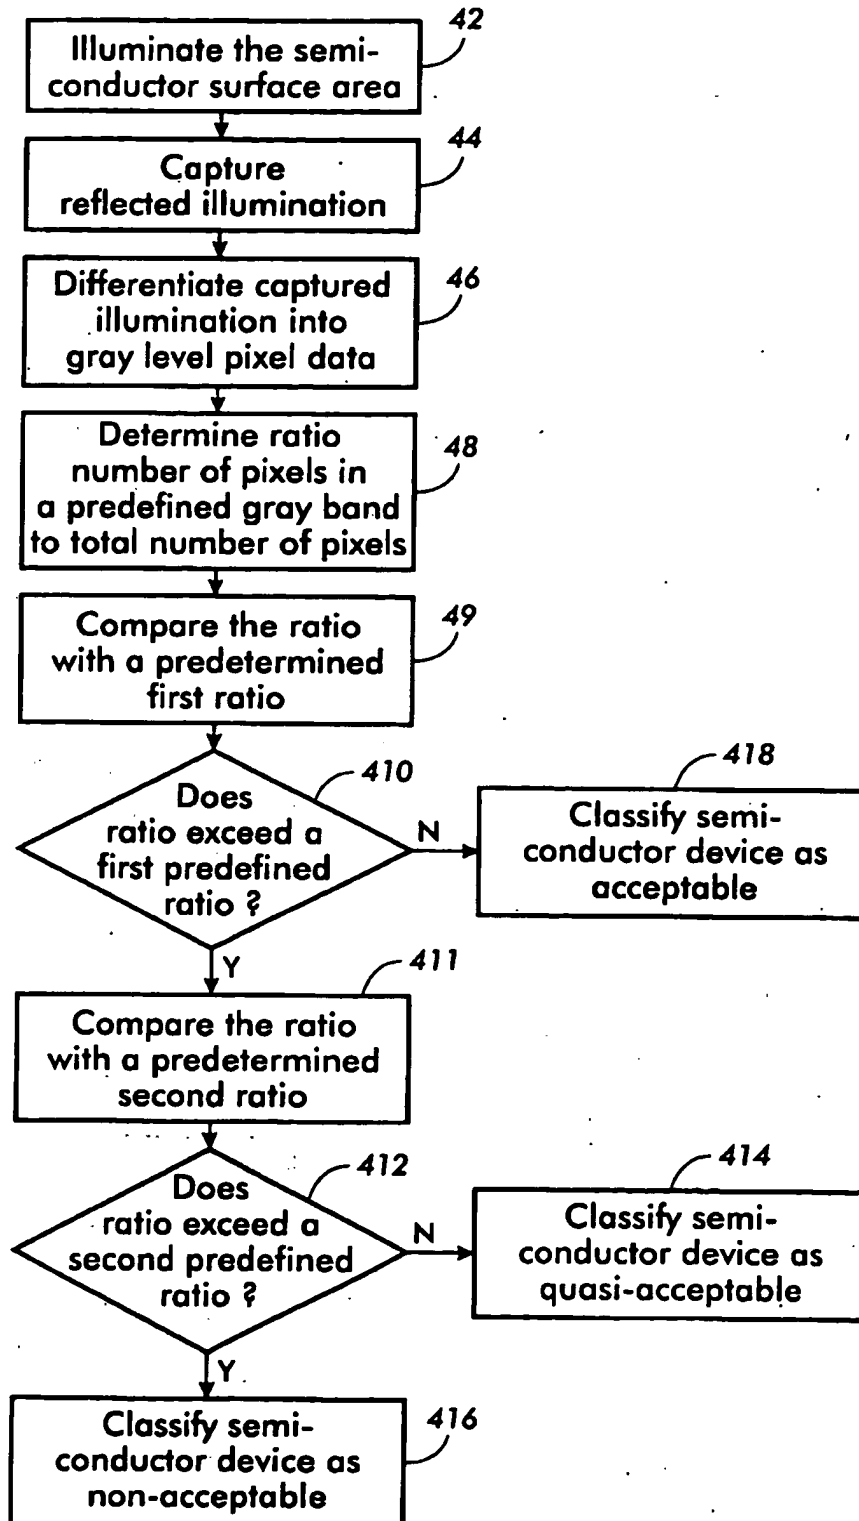 42
Illuminate the semi-
conductor surface area
44
Capture
reflected illumination
46
Differentiate captured
illumination into
gray level pixel data
48
Determine ratio
number of pixels in
a predefined gray band
to total number of pixels
49
Compare the ratio
with a predetermined
first ratio
410
Does
ratio exceed a
first predefined
ratio ?
N
418
Classify semi-
conductor device as
acceptable
Y
411
Compare the ratio
with a predetermined
second ratio
412
Does
ratio exceed a
second predefined
ratio ?
N
414
Classify semi-
conductor device as
quasi-acceptable
Y
416
Classify semi-
conductor device as
non-acceptable